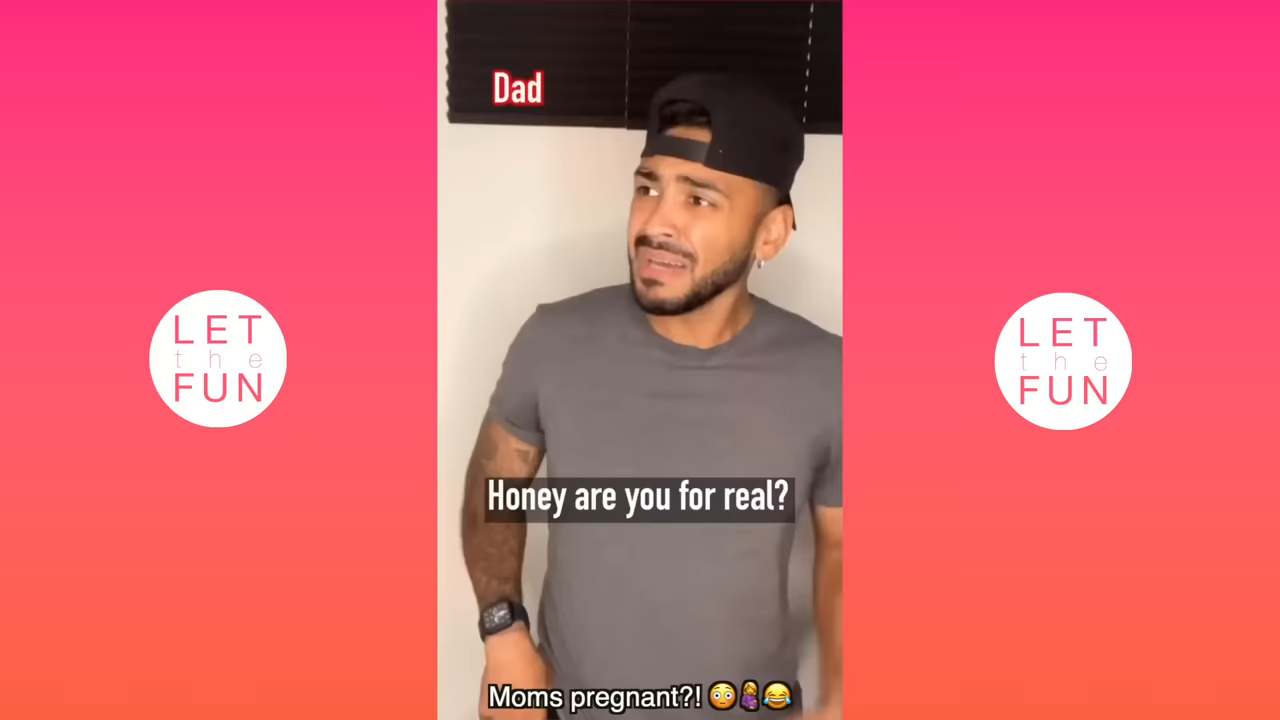 Dad
LET
the
FUN
LET
the
FUN
Honey are you for real?
Moms pregnant?! 😳🤰😂